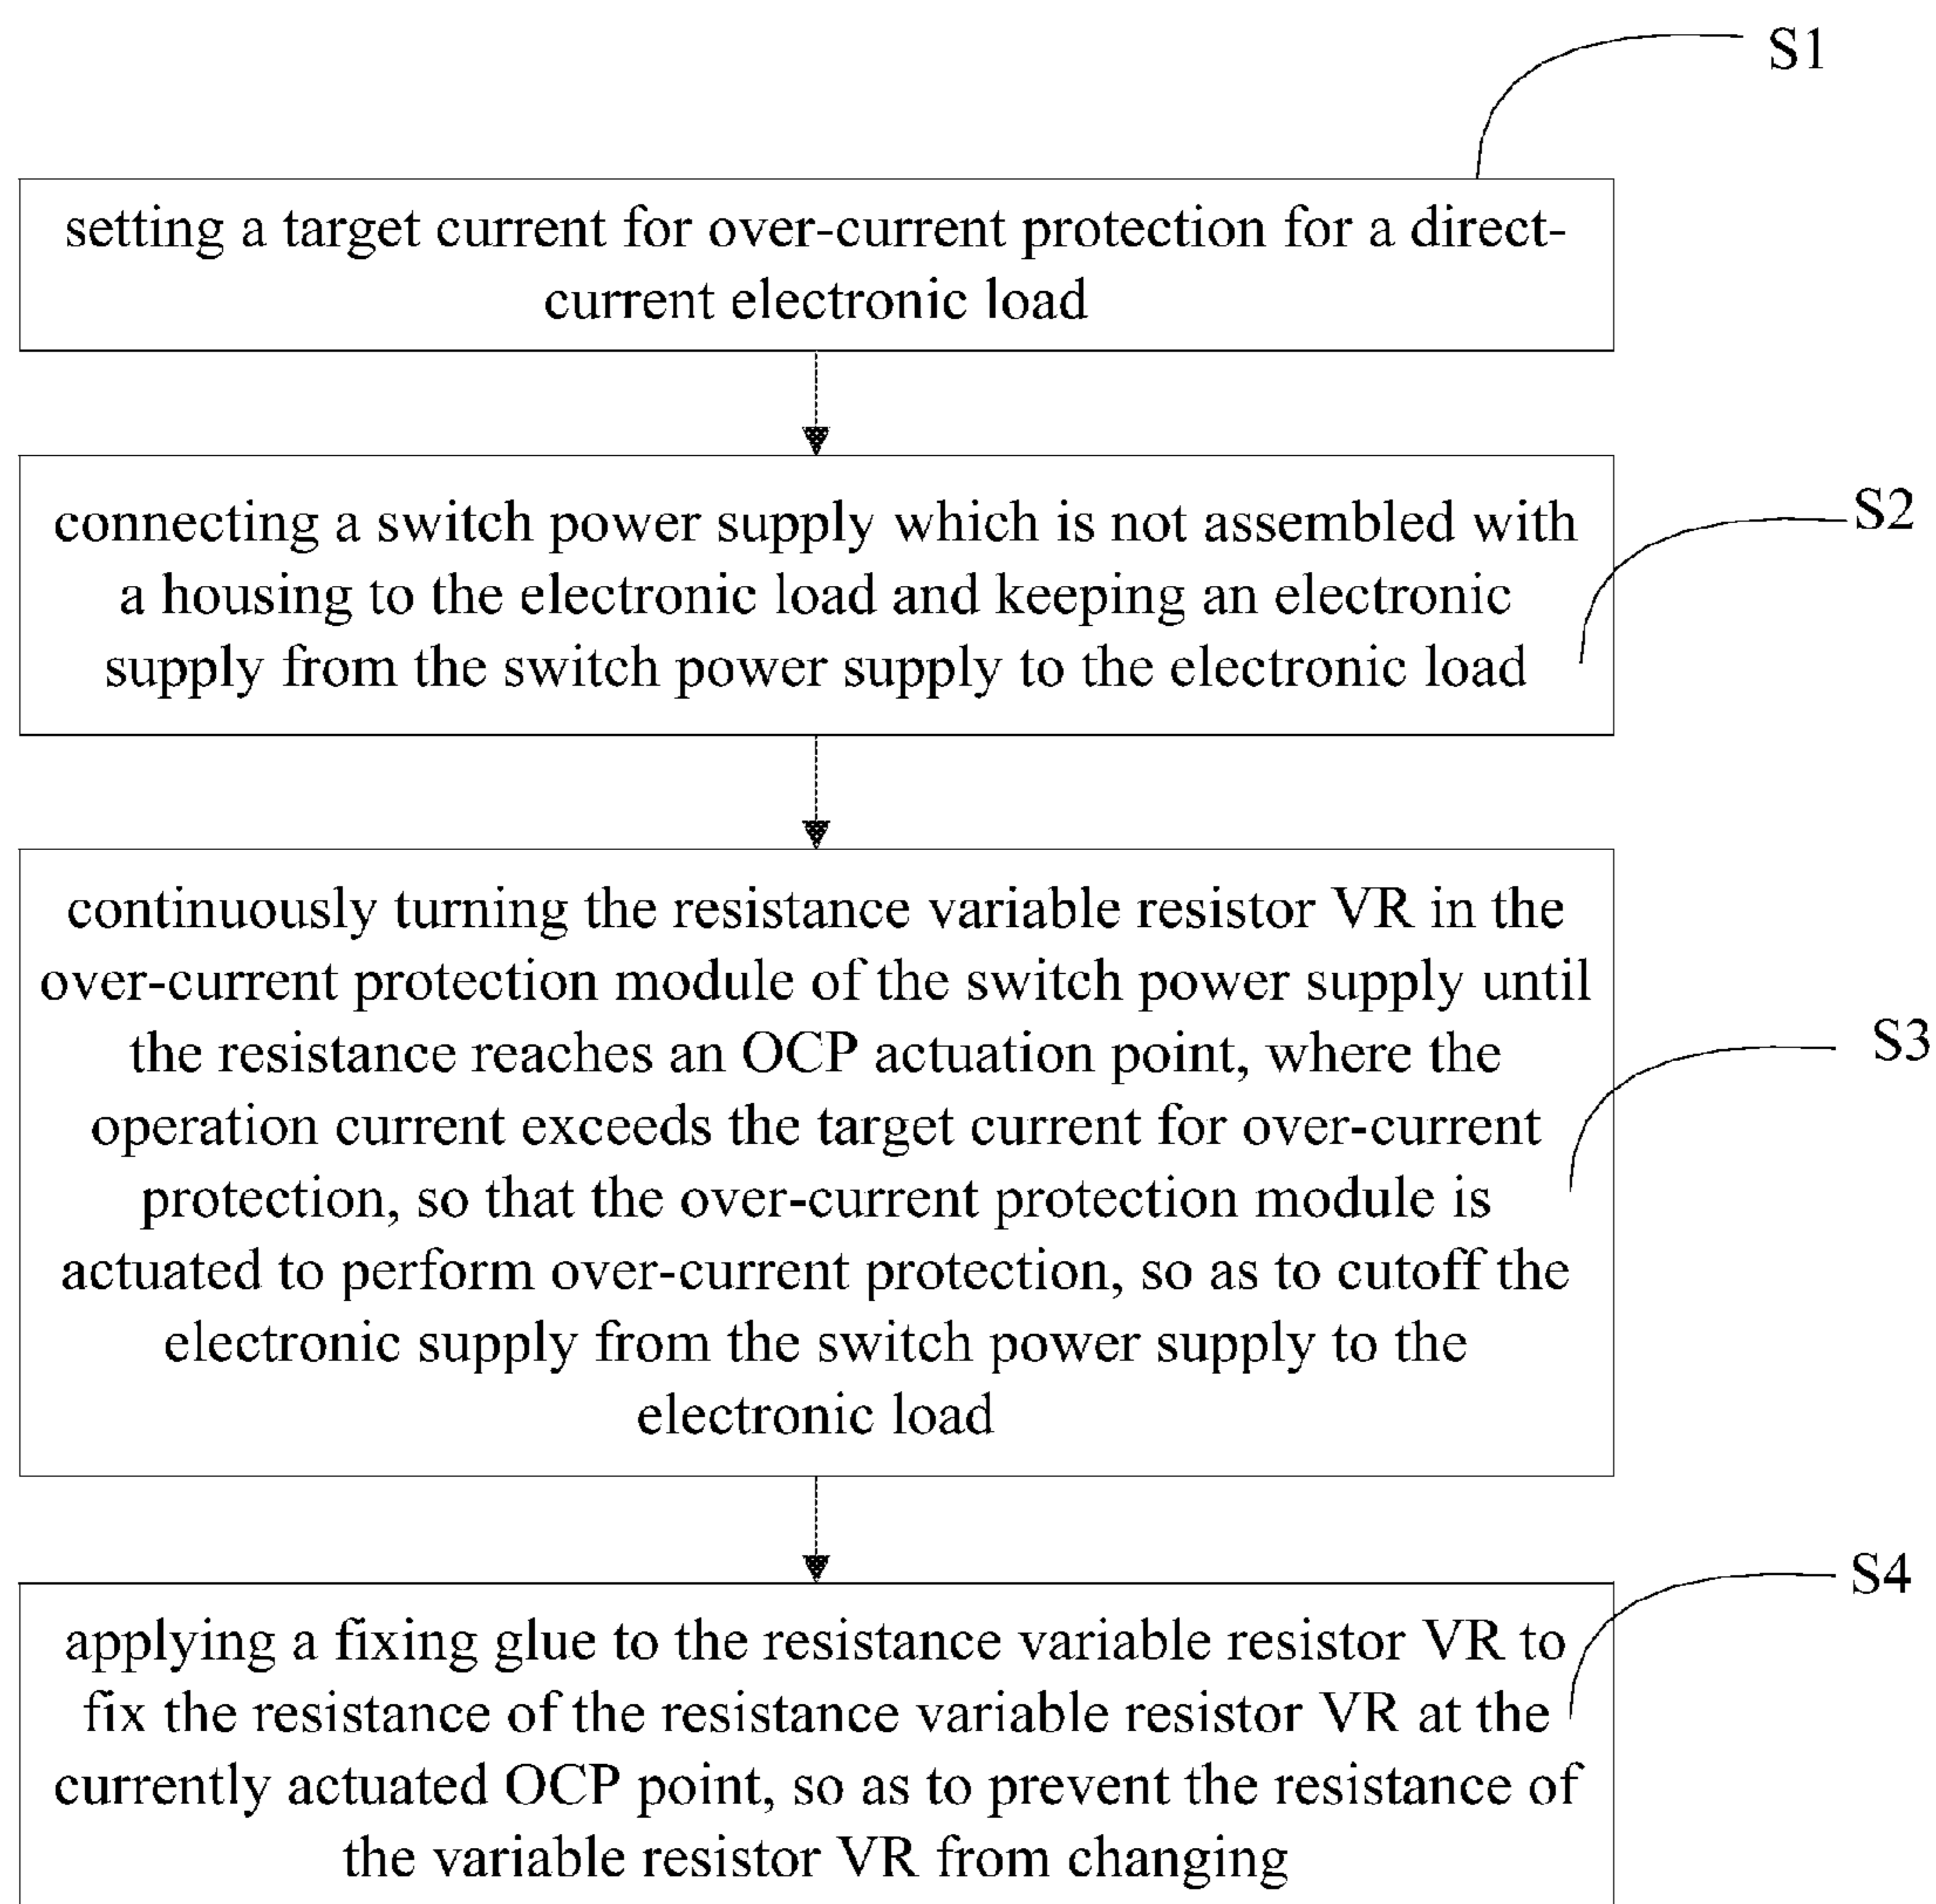 S1
setting a target current for over-current protection for a direct-
current electronic load
S2
connecting a switch power supply which is not assembled with
a housing to the electronic load and keeping an electronic
supply from the switch power supply to the electronic load
continuously turning the resistance variable resistor VR in the
over-current protection module of the switch power supply until
the resistance reaches an OCP actuation point, where the
S3
operation current exceeds the target current for over-current
protection, so that the over-current protection module is
actuated to perform over-current protection, so as to cutoff the
electronic supply from the switch power supply to the
electronic load
S4
applying a fixing glue to the resistance variable resistor VR to
fix the resistance of the resistance variable resistor VR at the
currently actuated OCP point, so as to prevent the resistance of
the variable resistor VR from changing